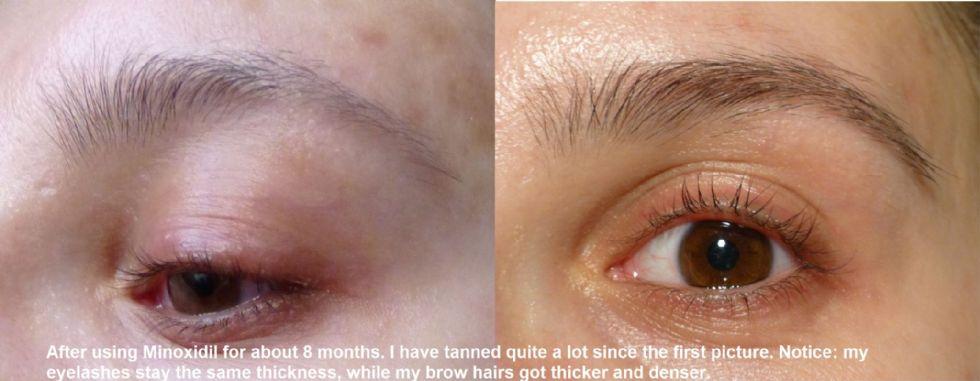 After using Minoxidil for about 8 months. I have tanned quite a lot since the first picture. Notice: my
eyelashes stay the same thickness, while my brow hairs got thicker and denser.